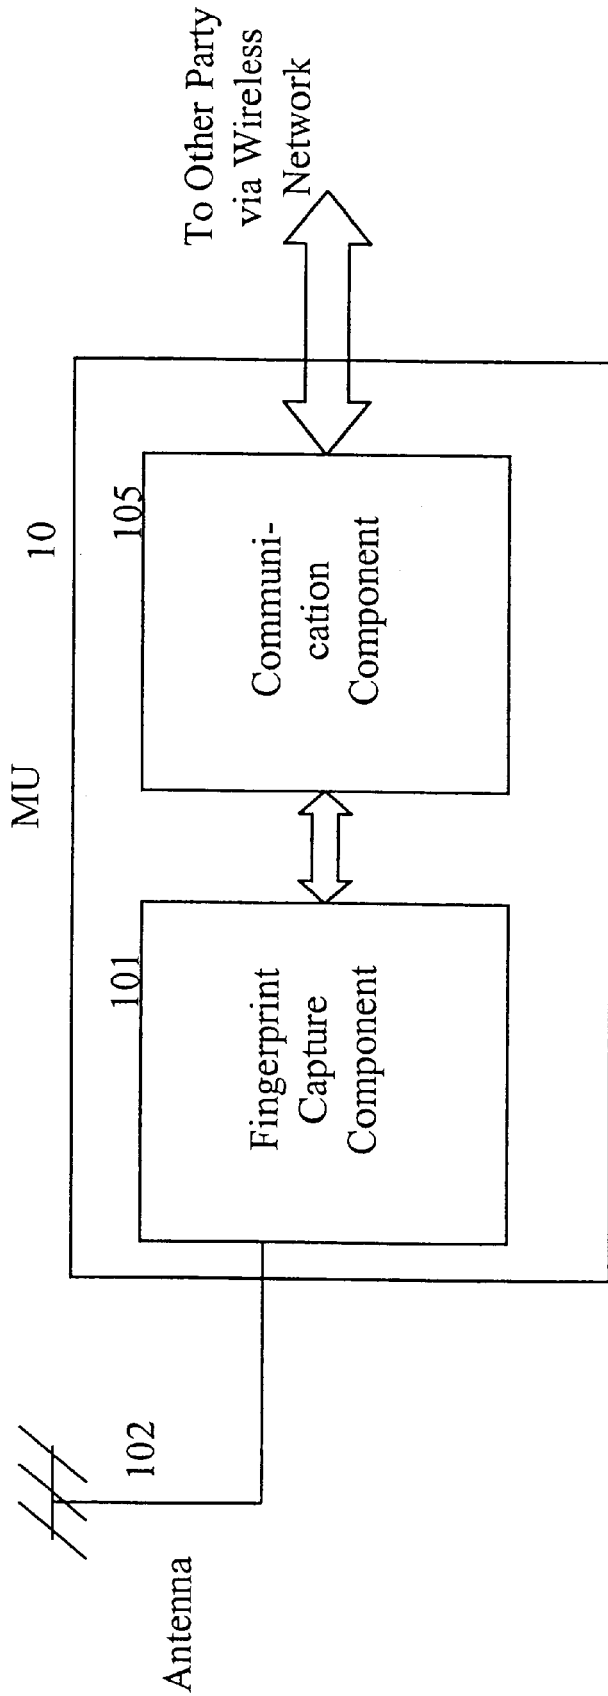 MU
10
To Other Party
via Wireless
Network
105
Communi-
cation
Component
101
Fingerprint
Capture
Component
102
Antenna